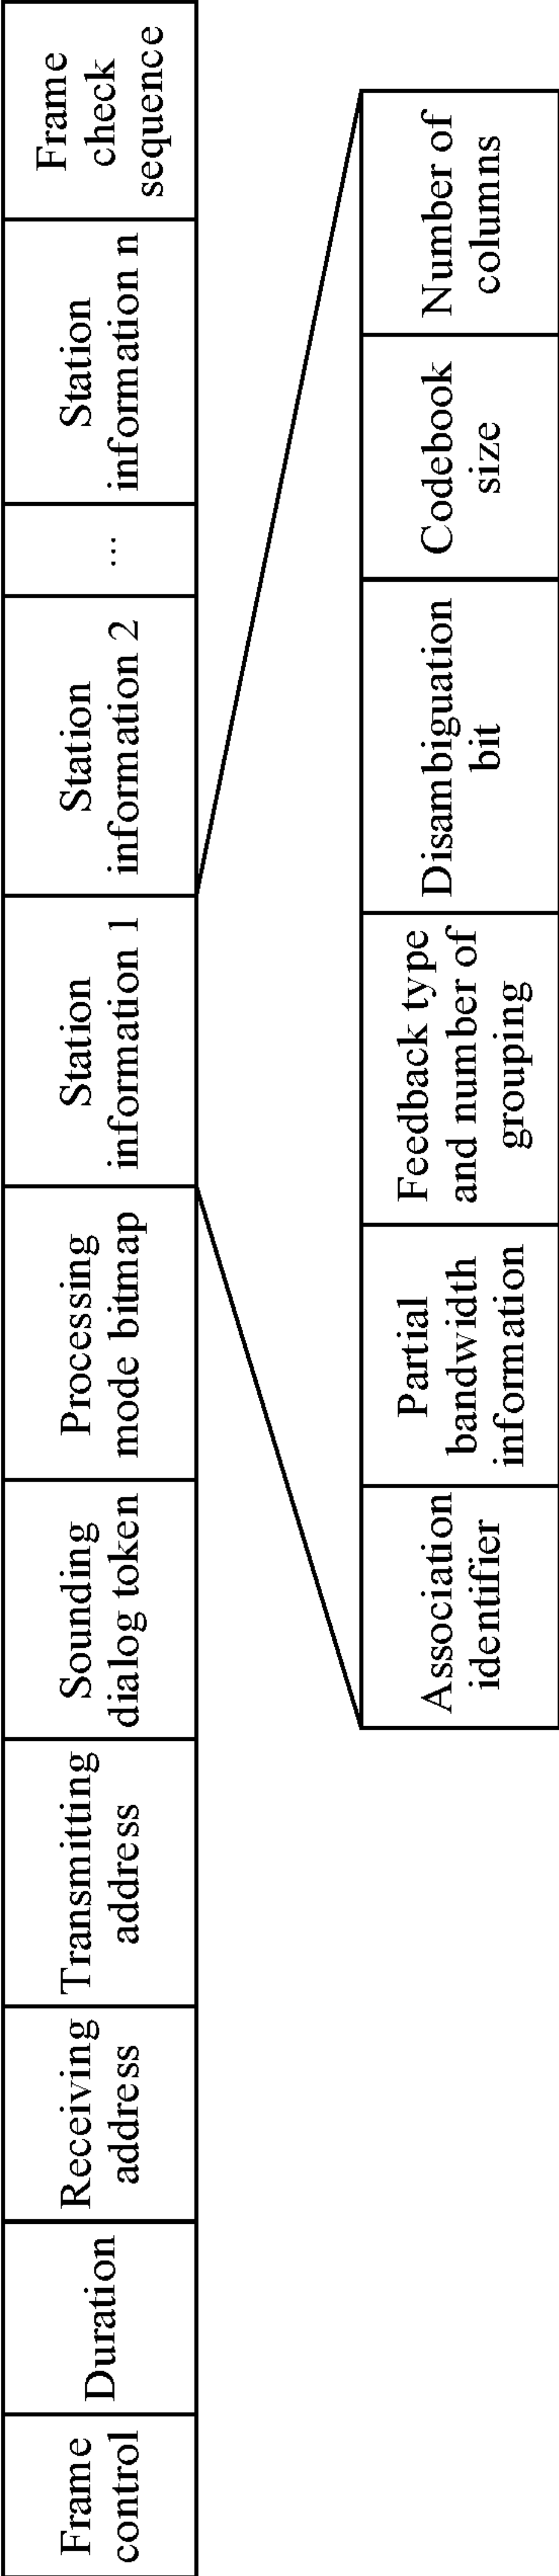 Frame
control
Duration
Receiving
address
Transmitting
address
Sounding
dialog token
Processing
mode bitmap
Station
information 1
Station
information 2
...
Station
information n
Frame
check
sequence
Association
identifier
Partial
bandwidth
information
Feedback type
and number of
grouping
Disambiguation
bit
Codebook
size
Number of
columns